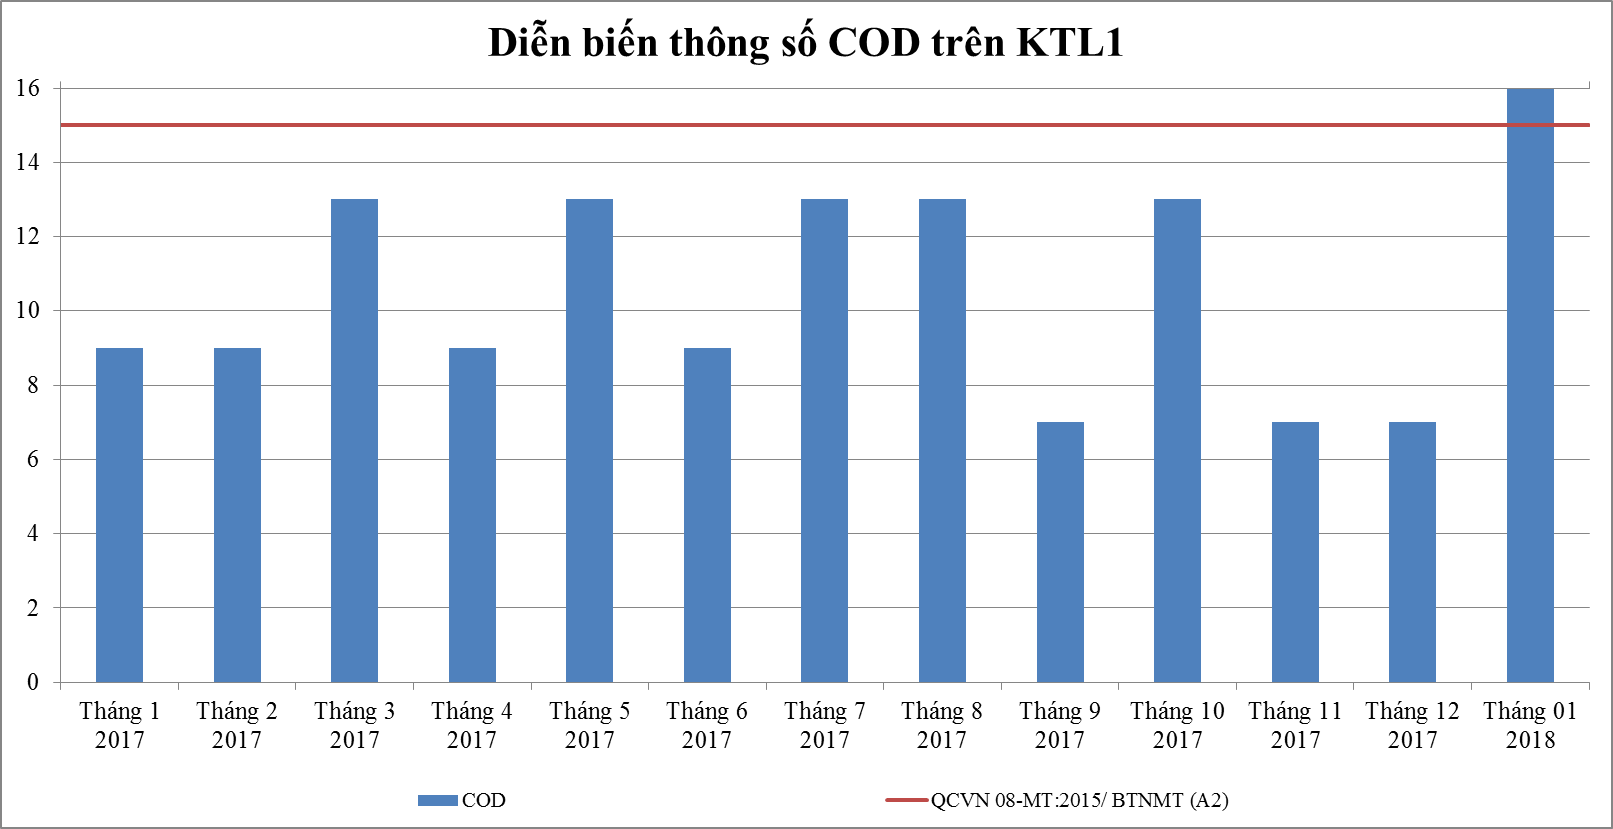 Diễn biến thông số COD trên KTL1
16
14
12
10
8
6
4
2
0
Tháng 1 Tháng 2 Tháng 3 Tháng 4 Tháng 5 Tháng 6 Tháng 7 Tháng 8 Tháng 9 Tháng 10 Tháng 11 Tháng 12 Tháng 01
2017 2017 2017 2017 2017 2017 2017 2017 2017 2017 2017 2017 2018
COD QCVN 08-MT:2015/ BTNMT (A2)